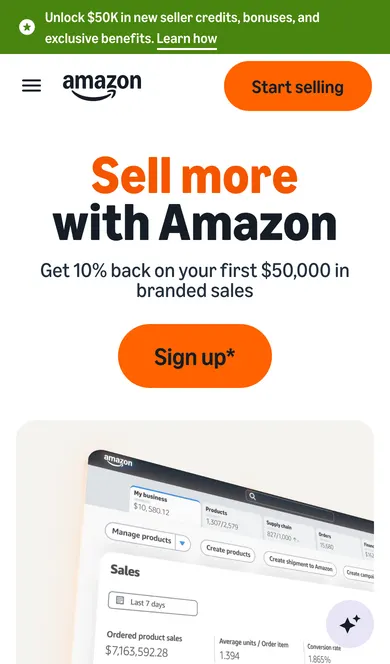 Unlock $50K in new seller credits, bonuses, and
exclusive benefits. Learn how
amazon
Start selling
Sell more
with Amazon
Get 10% back on your first $50,000 in
branded sales
Sign up*
amazon
My business
$10,580.12
Products
1,307/2,579
Supply chain
827/1,000
Orders
Manage products
Create products
Create shipment to Amazon
Sales
Last 7 days
Ordered product sales
$7,163,592.28
Average units / Order item
1.394
Conversion rate
1.865%